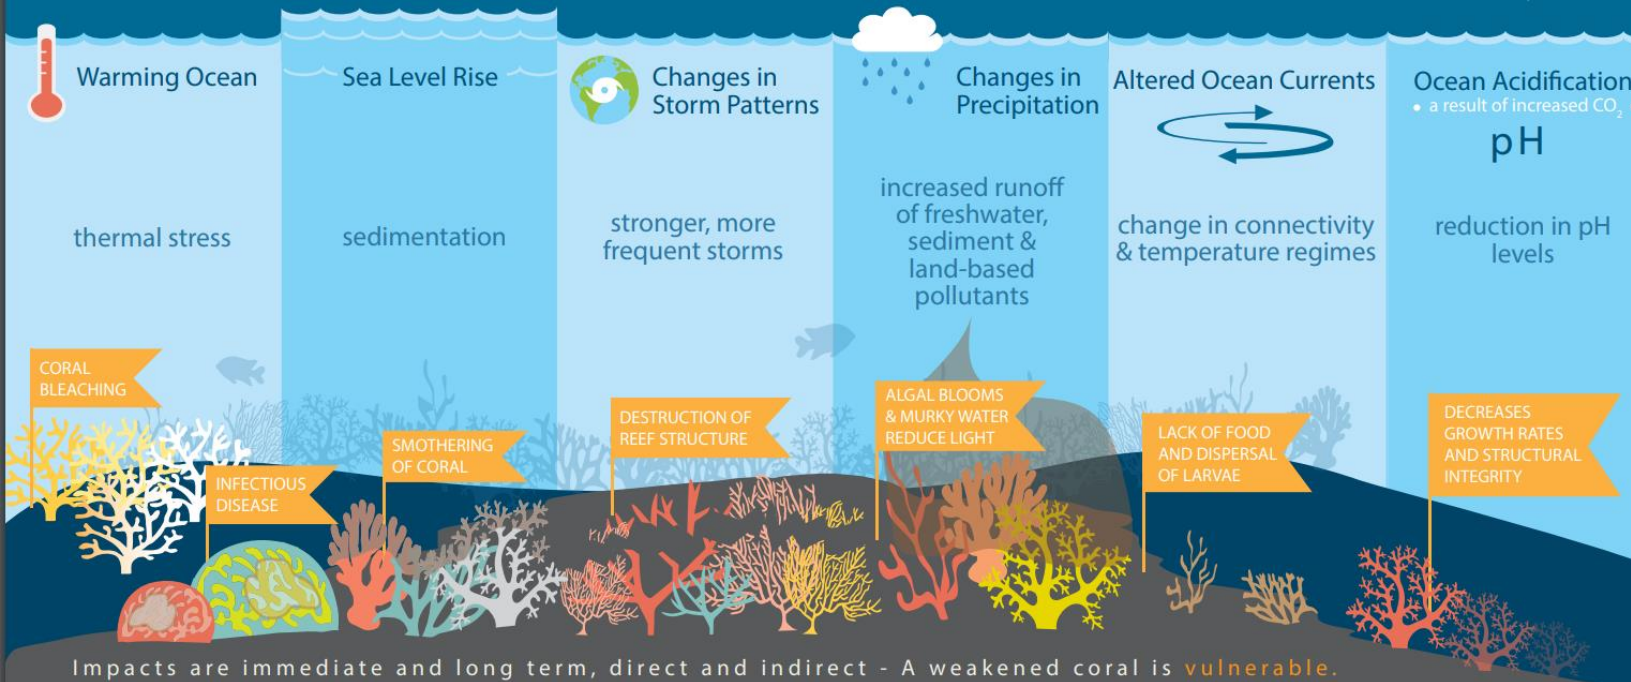 Warming Ocean
thermal stress
CORAL
BLEACHING
INFECTIOUS
DISEASE
Sea Level Rise
sedimentation
SMOTHERING
OF CORAL
Changes in
Storm Patterns
stronger, more
frequent storms
DESTRUCTION OF
REEF STRUCTURE
Changes in
Precipitation
increased runoff
of freshwater,
sediment &
land-based
pollutants
ALGAL BLOOMS
& MURKY WATER
REDUCE LIGHT
Altered Ocean Currents
change in connectivity
& temperature regimes
LACK OF FOOD
AND DISPERSAL
OF LARVAE
Ocean Acidification
• a result of increased CO₂
pH
reduction in pH
levels
DECREASES
GROWTH RATES
AND STRUCTURAL
INTEGRITY
Impacts are immediate and long term, direct and indirect - A weakened coral is vulnerable.